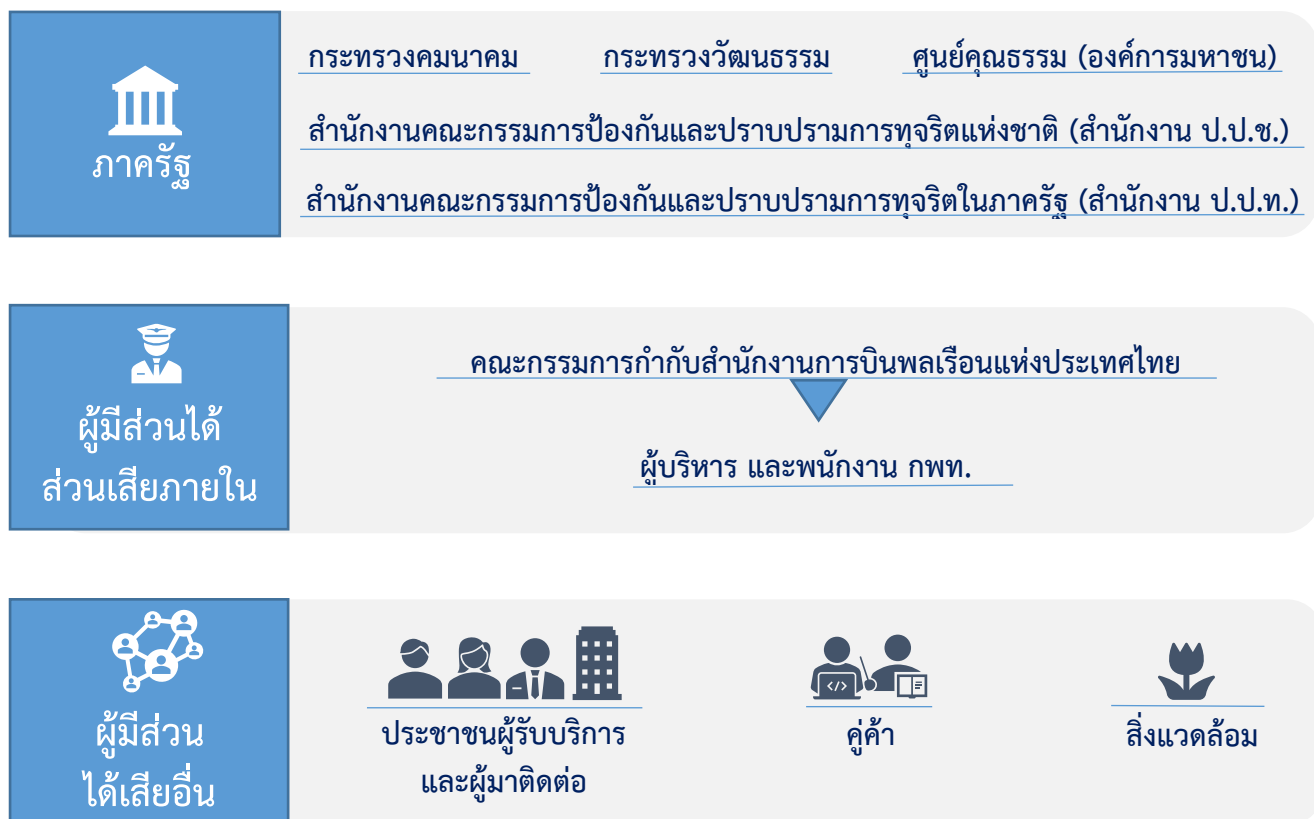 ภาครัฐ
กระทรวงคมนาคม กระทรวงวัฒนธรรม ศูนย์คุณธรรม (องค์การมหาชน)
สำนักงานคณะกรรมการป้องกันและปราบปรามการทุจริตแห่งชาติ (สำนักงาน ป.ป.ช.)
สำนักงานคณะกรรมการป้องกันและปราบปรามการทุจริตในภาครัฐ (สำนักงาน ป.ป.ท.)
ผู้มีส่วนได้
ส่วนเสียภายใน
คณะกรรมการกำกับสำนักงานการบินพลเรือนแห่งประเทศไทย
ผู้บริหาร และพนักงาน กพท.
ผู้มีส่วน
ได้เสียอื่น
</> 
ประชาชนผู้รับบริการ
และผู้มาติดต่อ
คู่ค้า
สิ่งแวดล้อม